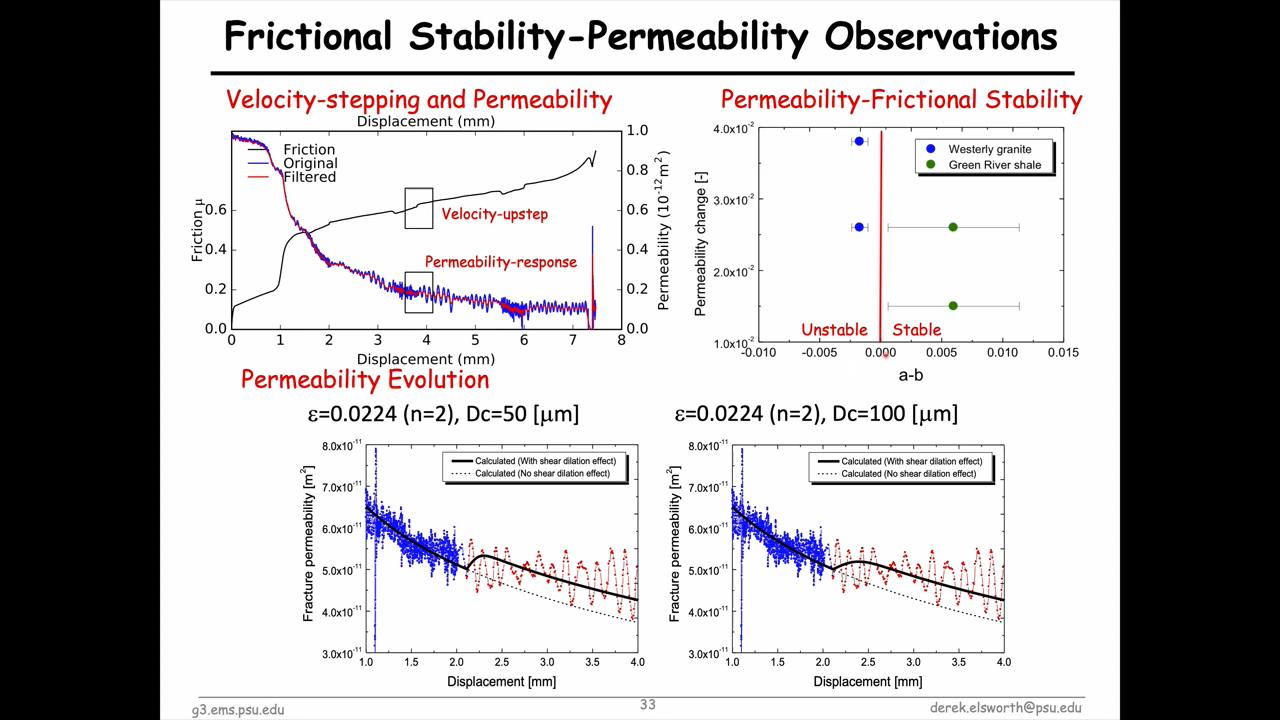 Frictional Stability-Permeability Observations
Velocity-stepping and Permeability
Displacement (mm)
Friction
Original
Filtered
Velocity-upstep
Permeability-response
Friction μ
0.6
0.4
0.2
0.0
1.0
0.8
0.6
0.4
0.2
0.0
Permeability (10⁻¹²m²)
0 1 2 3 4 5 6 7 8
Displacement (mm)
Permeability-Frictional Stability
Westerly granite
Green River shale
Permeability change [-]
4.0x10⁻²
3.0x10⁻²
2.0x10⁻²
1.0x10⁻²
Unstable Stable
-0.010 -0.005 0.000 0.005 0.010 0.015
a-b
Permeability Evolution
ε=0.0224 (n=2), Dc=50 [μm]
Calculated (With shear dilation effect)
Calculated (No shear dilation effect)
Fracture permeability [m²]
8.0x10⁻¹¹
7.0x10⁻¹¹
6.0x10⁻¹¹
5.0x10⁻¹¹
4.0x10⁻¹¹
3.0x10⁻¹¹
1.0 1.5 2.0 2.5 3.0 3.5 4.0
Displacement [mm]
ε=0.0224 (n=2), Dc=100 [μm]
Calculated (With shear dilation effect)
Calculated (No shear dilation effect)
Fracture permeability [m²]
8.0x10⁻¹¹
7.0x10⁻¹¹
6.0x10⁻¹¹
5.0x10⁻¹¹
4.0x10⁻¹¹
3.0x10⁻¹¹
1.0 1.5 2.0 2.5 3.0 3.5 4.0
Displacement [mm]
g3.ems.psu.edu
33
derek.elsworth@psu.edu